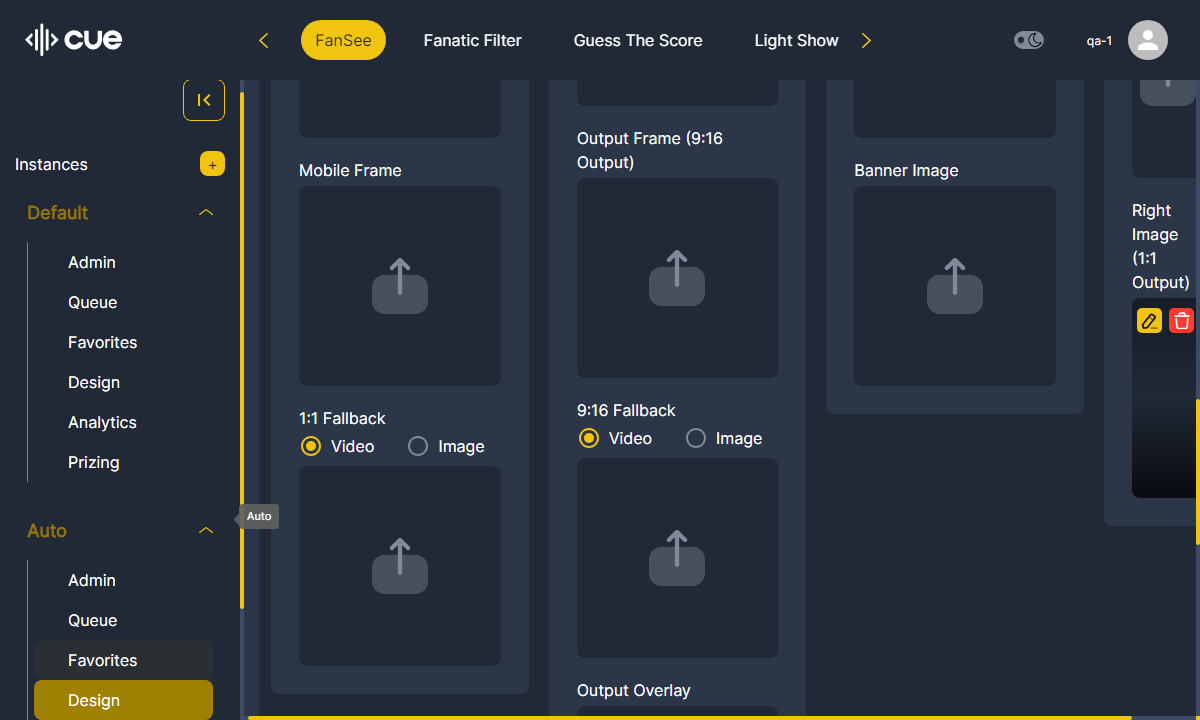 cue
FanSee
Fanatic Filter
Guess The Score
Light Show
qa-1
Instances
+
Default
Admin
Queue
Favorites
Design
Analytics
Prizing
Auto
Admin
Queue
Favorites
Design
Auto
Mobile Frame
1:1 Fallback
Video
Image
Output Frame (9:16
Output)
9:16 Fallback
Video
Image
Output Overlay
Banner Image
Right
Image
(1:1
Output)